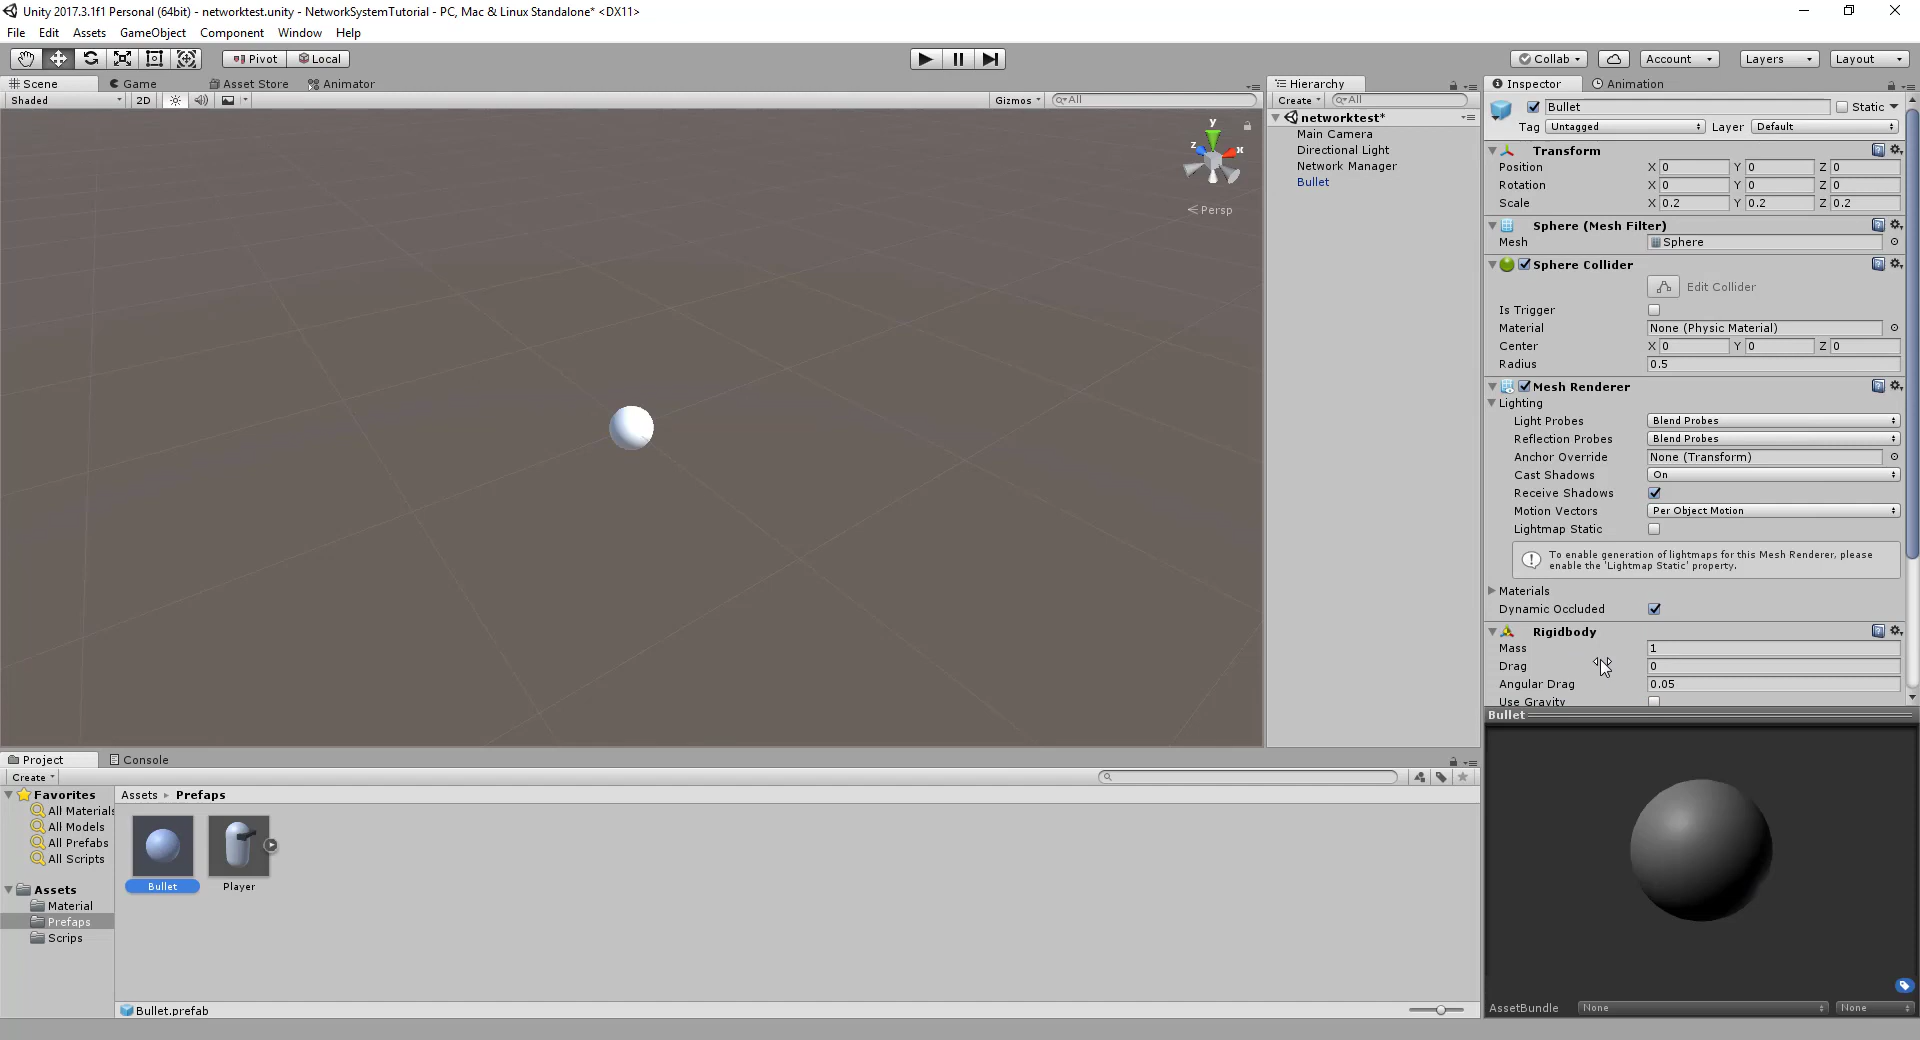 Unity 2017.3.1f1 Personal (64bit) - networktest.unity - NetworkSystemTutorial - PC, Mac & Linux Standalone* <DX11>
File Edit Assets GameObject Component Window Help
Pivot Local Collab Account Layers Layout
Scene Game Asset Store Animator
Shaded 2D Gizmos All
y
z x
Persp
Hierarchy
Create All
networktest*
Main Camera
Directional Light
Network Manager
Bullet
Inspector Animation
Bullet Static
Tag Untagged Layer Default
Transform
Position X 0 Y 0 Z 0
Rotation X 0 Y 0 Z 0
Scale X 0.2 Y 0.2 Z 0.2
Sphere (Mesh Filter)
Mesh Sphere
Sphere Collider
Edit Collider
Is Trigger
Material None (Physic Material)
Center X 0 Y 0 Z 0
Radius 0.5
Mesh Renderer
Lighting
Light Probes Blend Probes
Reflection Probes Blend Probes
Anchor Override None (Transform)
Cast Shadows On
Receive Shadows
Motion Vectors Per Object Motion
Lightmap Static
To enable generation of lightmaps for this Mesh Renderer, please
enable the 'Lightmap Static' property.
Materials
Dynamic Occluded
Rigidbody
Mass 1
Drag 0
Angular Drag 0.05
Use Gravity
Bullet
AssetBundle None None
Project Console
Create
Favorites
All Materials
All Models
All Prefabs
All Scripts
Assets
Material
Prefaps
Scrips
Assets Prefaps
Bullet Player
Bullet.prefab